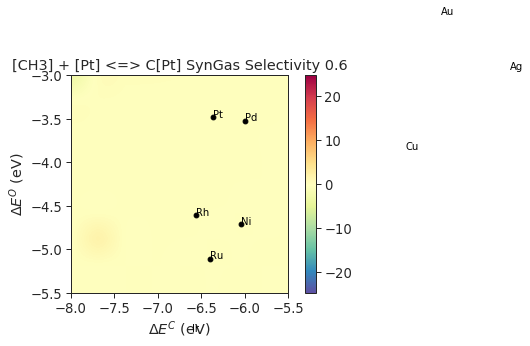 Au
Ag
[CH3] + [Pt] <=> C[Pt] SynGas Selectivity 0.6
−3.0
−3.5
−4.0
−4.5
−5.0
−5.5
ΔE^O (eV)
Pt
Pd
Rh
Ni
Ru
Cu
20
10
0
−10
−20
−8.0 −7.5 −7.0 −6.5 −6.0 −5.5
ΔE^C (eV)